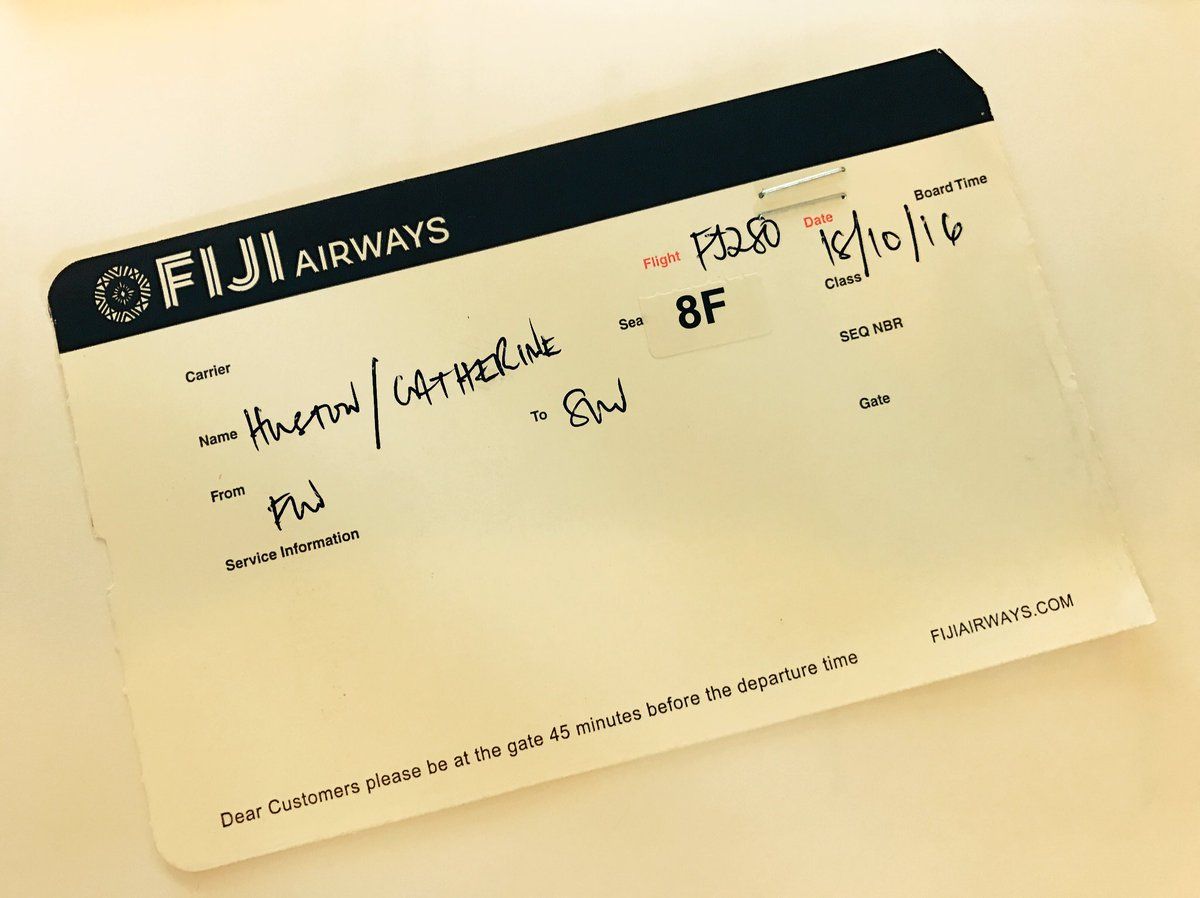 FIJI AIRWAYS
Board Time
Flight FJ280 Date 18/10/16
Sea 8F Class
Carrier
SEQ NBR
Name HUSTON/CATHERINE To SUV
Gate
From FUN
Service Information
FIJIAIRWAYS.COM
Dear Customers please be at the gate 45 minutes before the departure time